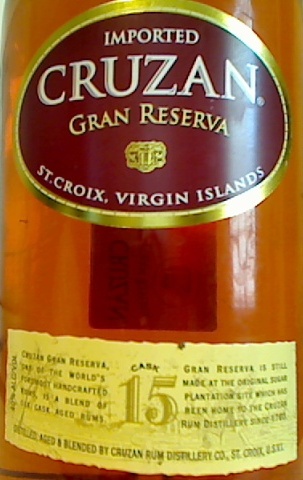 IMPORTED
CRUZAN®
GRAN RESERVA
ST. CROIX, VIRGIN ISLANDS
CRUZAN GRAN RESERVA,
ONE OF THE WORLD'S
FOREMOST HANDCRAFTED
RUMS, IS A BLEND OF
OAK CASK AGED RUMS
CASK
15
GRAN RESERVA IS STILL
MADE AT THE ORIGINAL SUGAR
PLANTATION SITE WHICH HAS
BEEN HOME TO THE CRUZAN
RUM DISTILLERY SINCE 1760.
DISTILLED, AGED & BLENDED BY CRUZAN RUM DISTILLERY CO., ST. CROIX, U.S.V.I.